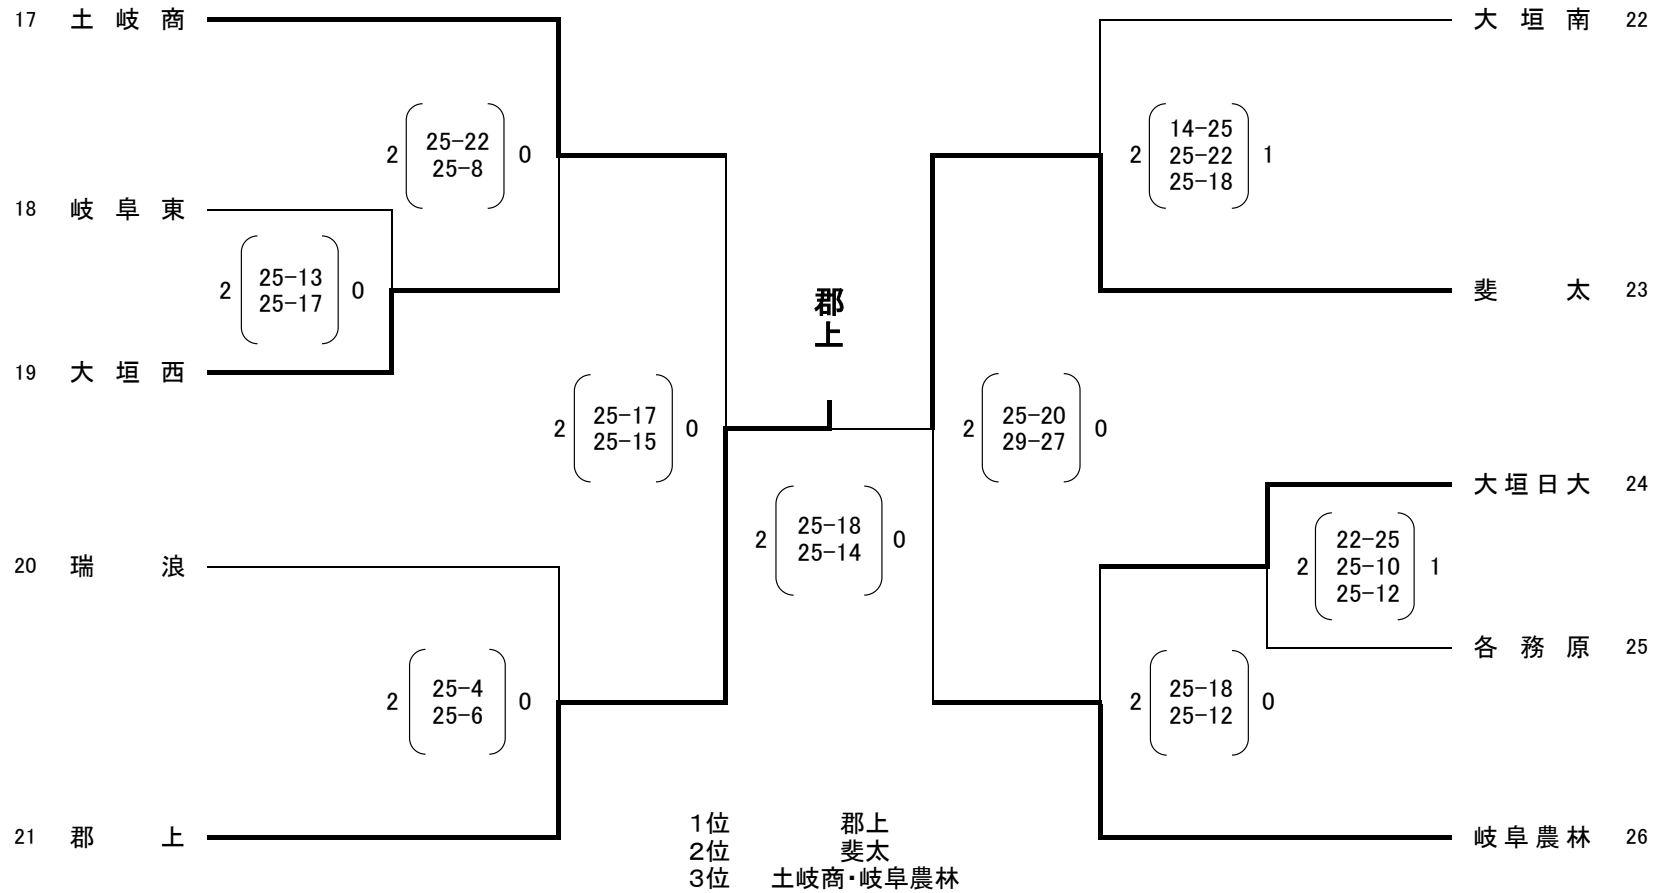 17 土岐商
大垣南 22
2 25-22 0
25-8
2 14-25 1
25-22
25-18
18 岐阜東
2 25-13 0
25-17
斐太 23
郡上
19 大垣西
2 25-17 0
25-15
2 25-20 0
29-27
大垣日大 24
2 25-18 0
25-14
2 22-25 1
25-10
25-12
20 瑞浪
各務原 25
2 25-4 0
25-6
2 25-18 0
25-12
21 郡上
岐阜農林 26
1位 郡上
2位 斐太
3位 土岐商・岐阜農林